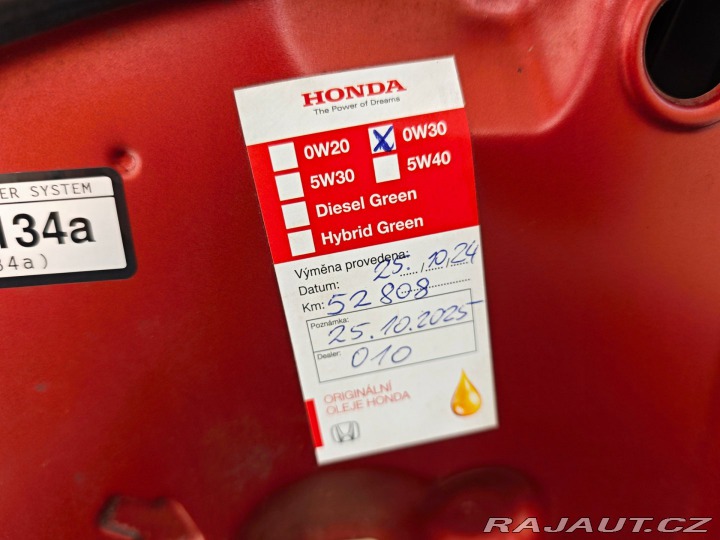 HONDA
The Power of Dreams
0W20 0W30
5W30 5W40
Diesel Green
Hybrid Green
Výměna provedena:
Datum: 25. 10. 24
Km: 52808
Poznámka:
25.10.2025
Dealer: 010
ORIGINÁLNÍ
OLEJE HONDA
ER SYSTEM
134a
34a)
RAJAUT.CZ